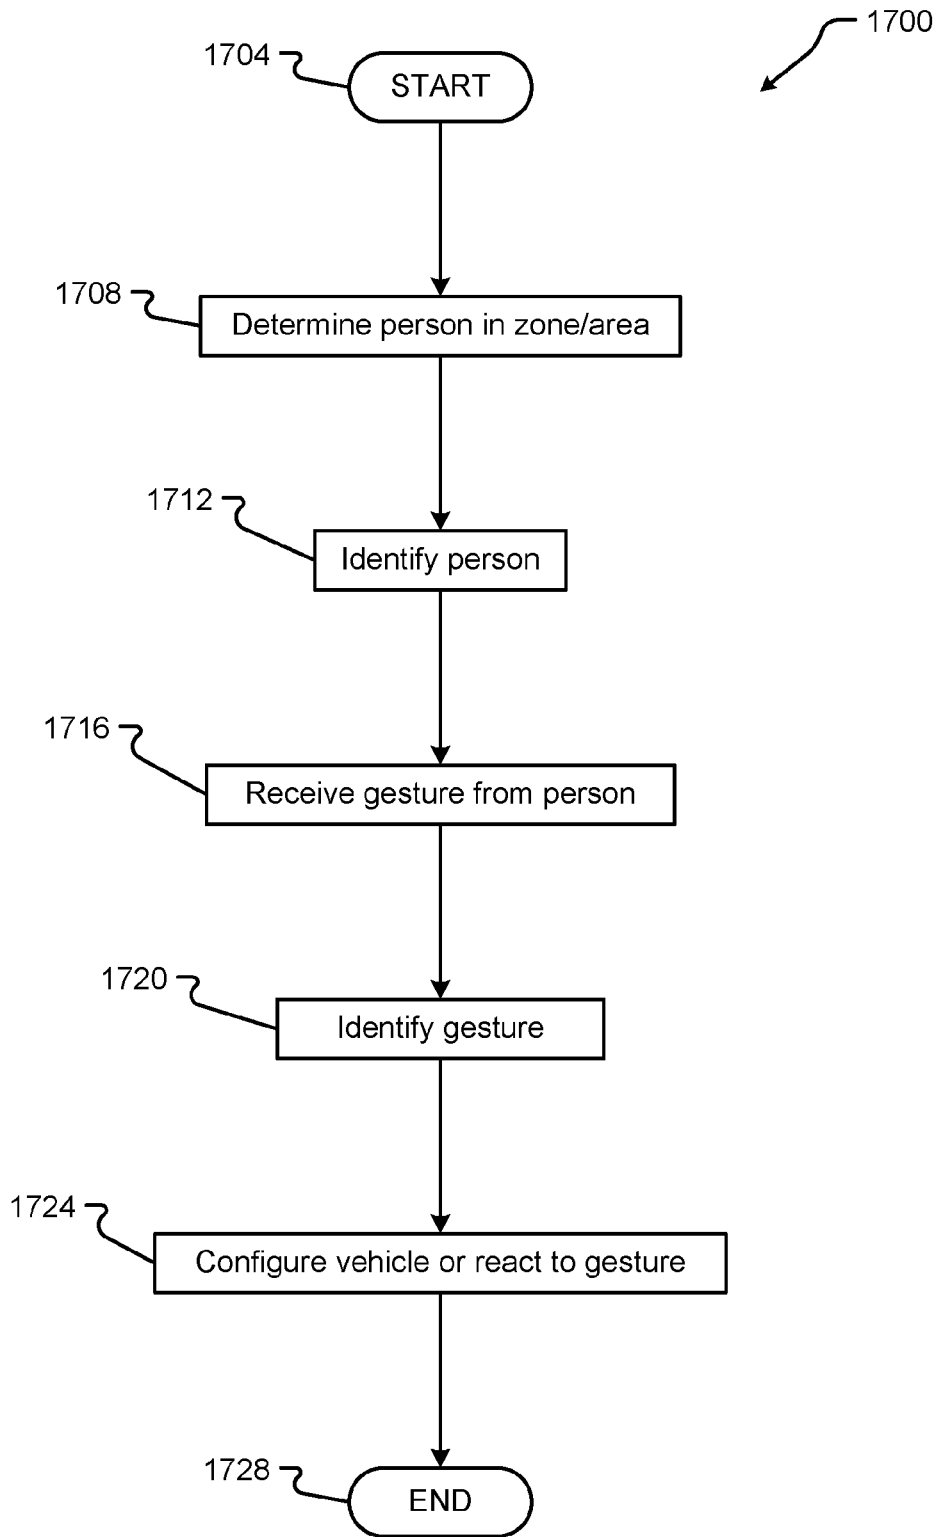 1700
1704
START
1708
Determine person in zone/area
1712
Identify person
1716
Receive gesture from person
1720
Identify gesture
1724
Configure vehicle or react to gesture
1728
END